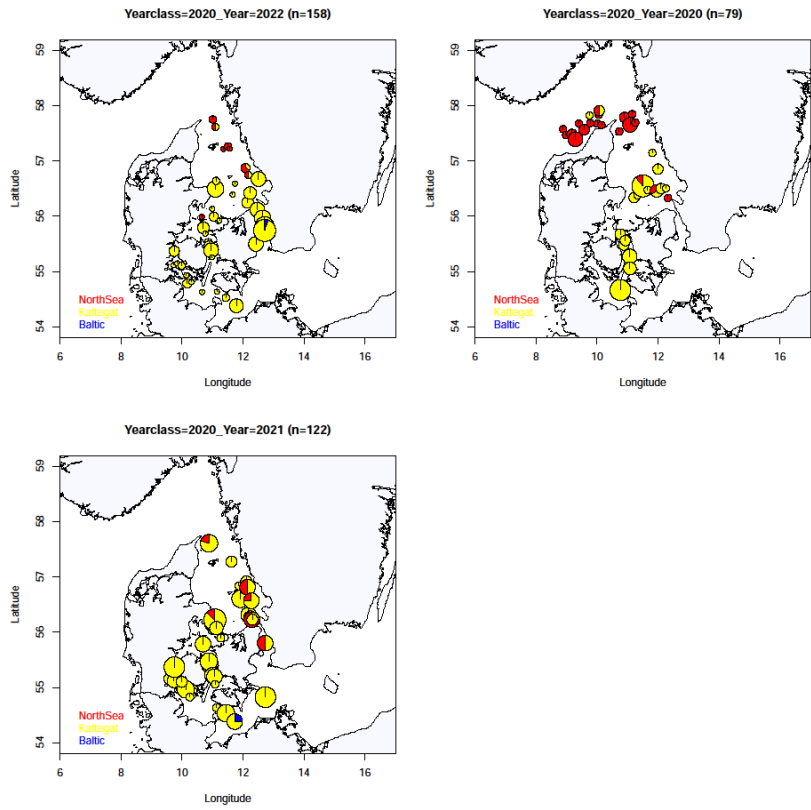 Yearclass=2020_Year=2022 (n=158)
59
58
57
56
55
54
Latitude
NorthSea
Kattegat
Baltic
6
8
10
12
14
16
Longitude
Yearclass=2020_Year=2020 (n=79)
59
58
57
56
55
54
Latitude
NorthSea
Kattegat
Baltic
6
8
10
12
14
16
Longitude
Yearclass=2020_Year=2021 (n=122)
59
58
57
56
55
54
Latitude
NorthSea
Kattegat
Baltic
6
8
10
12
14
16
Longitude